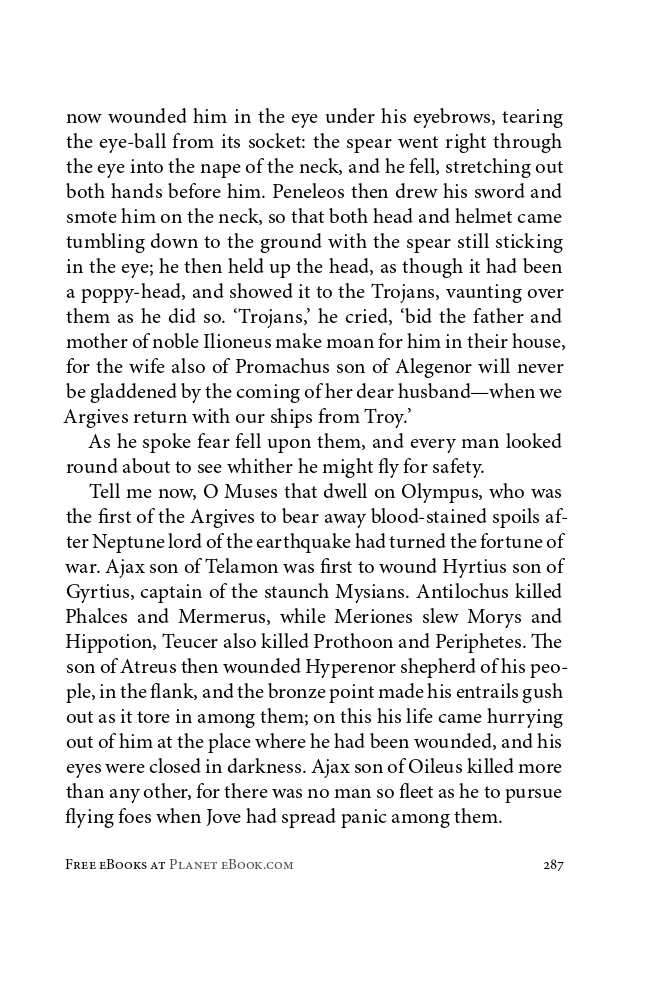 now wounded him in the eye under his eyebrows, tearing
the eye-ball from its socket: the spear went right through
the eye into the nape of the neck, and he fell, stretching out
both hands before him. Peneleos then drew his sword and
smote him on the neck, so that both head and helmet came
tumbling down to the ground with the spear still sticking
in the eye; he then held up the head, as though it had been
a poppy-head, and showed it to the Trojans, vaunting over
them as he did so. ‘Trojans,’ he cried, ‘bid the father and
mother of noble Ilioneus make moan for him in their house,
for the wife also of Promachus son of Alegenor will never
be gladdened by the coming of her dear husband—when we
Argives return with our ships from Troy.’
As he spoke fear fell upon them, and every man looked
round about to see whither he might fly for safety.
Tell me now, O Muses that dwell on Olympus, who was
the first of the Argives to bear away blood-stained spoils af-
ter Neptune lord of the earthquake had turned the fortune of
war. Ajax son of Telamon was first to wound Hyrtius son of
Gyrtius, captain of the staunch Mysians. Antilochus killed
Phalces and Mermerus, while Meriones slew Morys and
Hippotion, Teucer also killed Prothoon and Periphetes. The
son of Atreus then wounded Hyperenor shepherd of his peo-
ple, in the flank, and the bronze point made his entrails gush
out as it tore in among them; on this his life came hurrying
out of him at the place where he had been wounded, and his
eyes were closed in darkness. Ajax son of Oileus killed more
than any other, for there was no man so fleet as he to pursue
flying foes when Jove had spread panic among them.
Free eBooks at Planet eBook.com 287